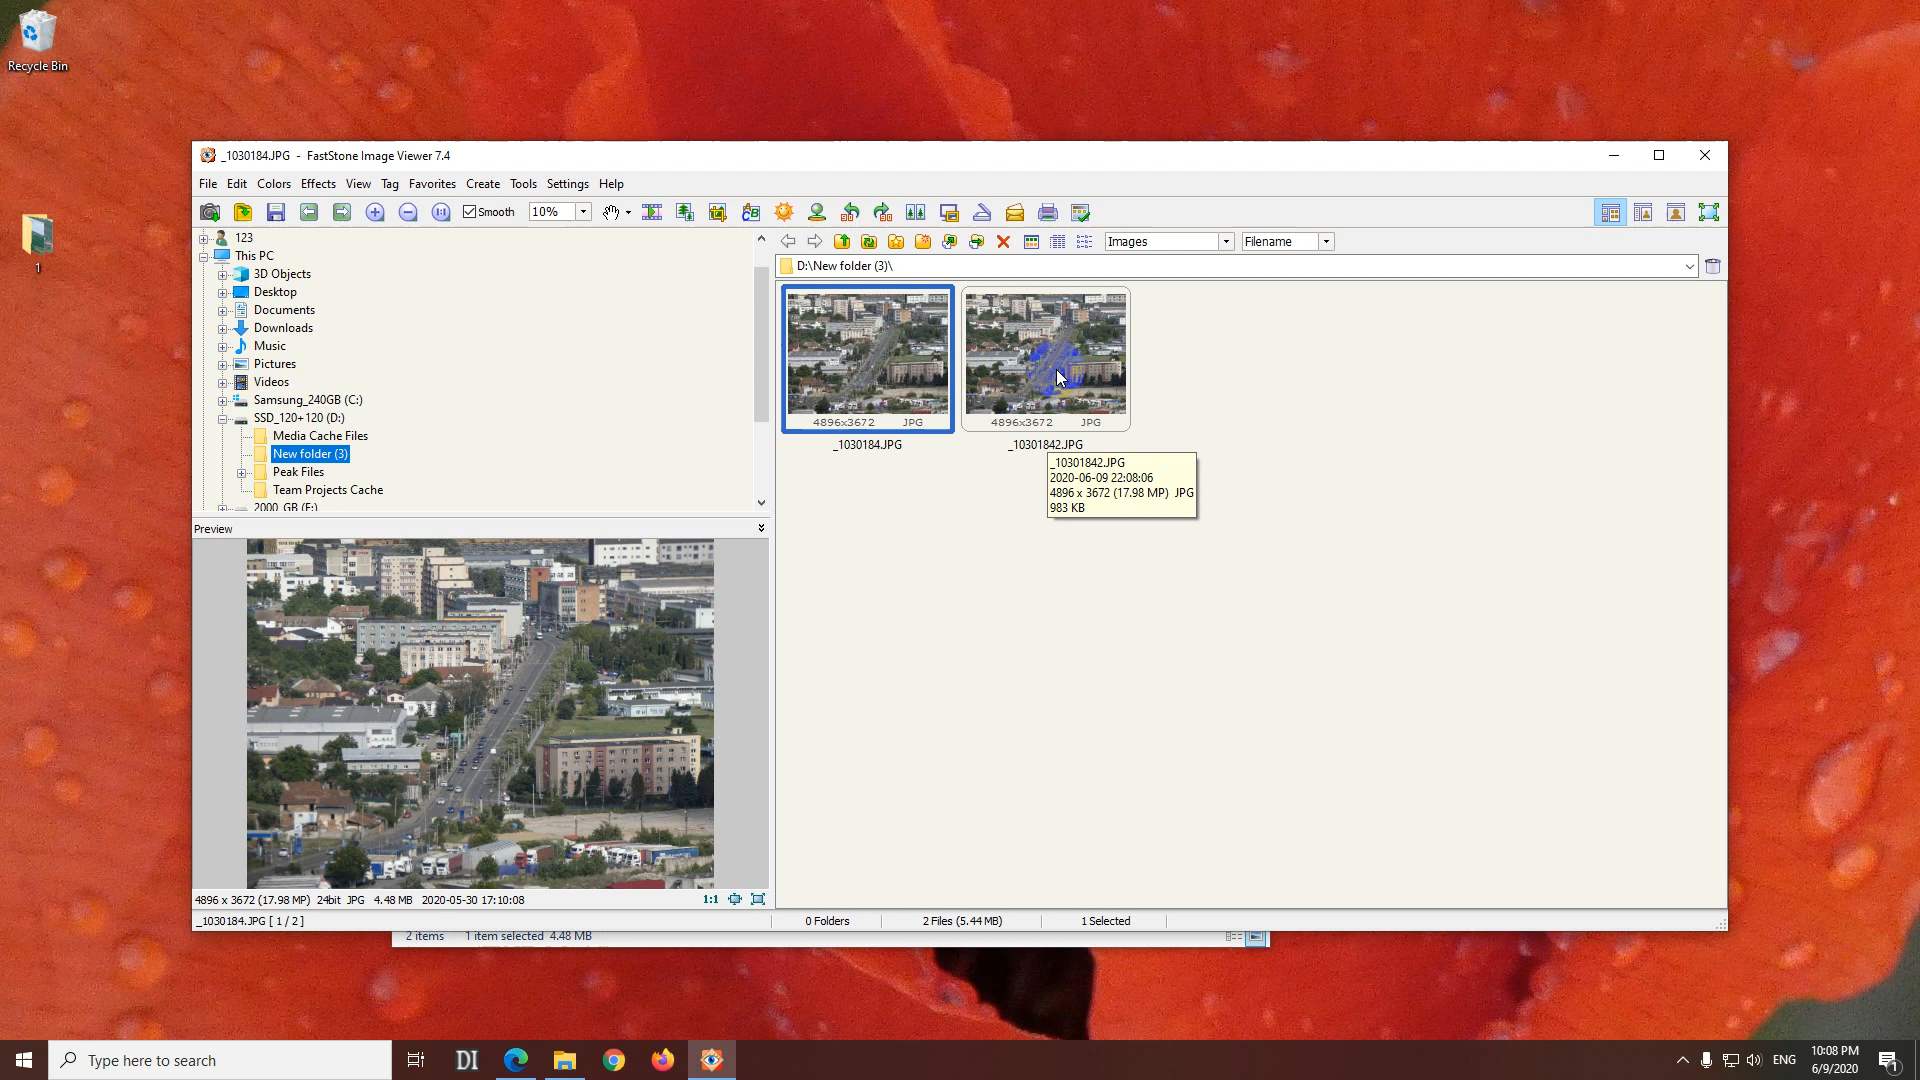 Recycle Bin
1
_1030184.JPG - FastStone Image Viewer 7.4
File Edit Colors Effects View Tag Favorites Create Tools Settings Help
Smooth 10%
123
This PC
3D Objects
Desktop
Documents
Downloads
Music
Pictures
Videos
Samsung_240GB (C:)
SSD_120+120 (D:)
Media Cache Files
New folder (3)
Peak Files
Team Projects Cache
2000_GB (F:)
Images Filename
D:\New folder (3)\
4896x3672 JPG
_1030184.JPG
4896x3672 JPG
_10301842.JPG
_10301842.JPG
2020-06-09 22:08:06
4896 x 3672 (17.98 MP) JPG
983 KB
Preview
4896 x 3672 (17.98 MP) 24bit JPG 4.48 MB 2020-05-30 17:10:08
1:1
_1030184.JPG [ 1 / 2 ]
0 Folders
2 Files (5.44 MB)
1 Selected
2 items 1 item selected 4.48 MB
Type here to search
DI
ENG
10:08 PM
6/9/2020
1